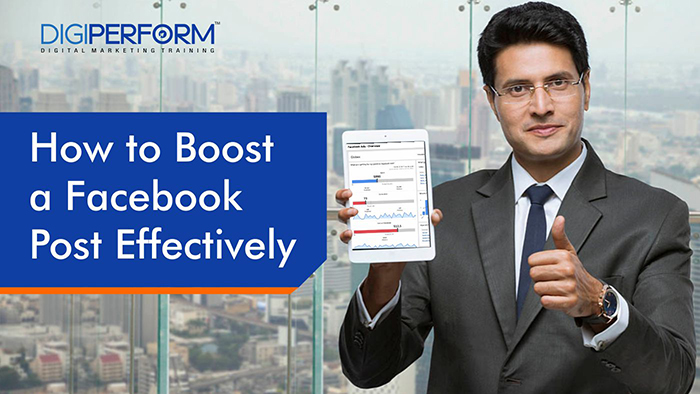 DIGIPERFORM™
DIGITAL MARKETING TRAINING
How to Boost
a Facebook
Post Effectively